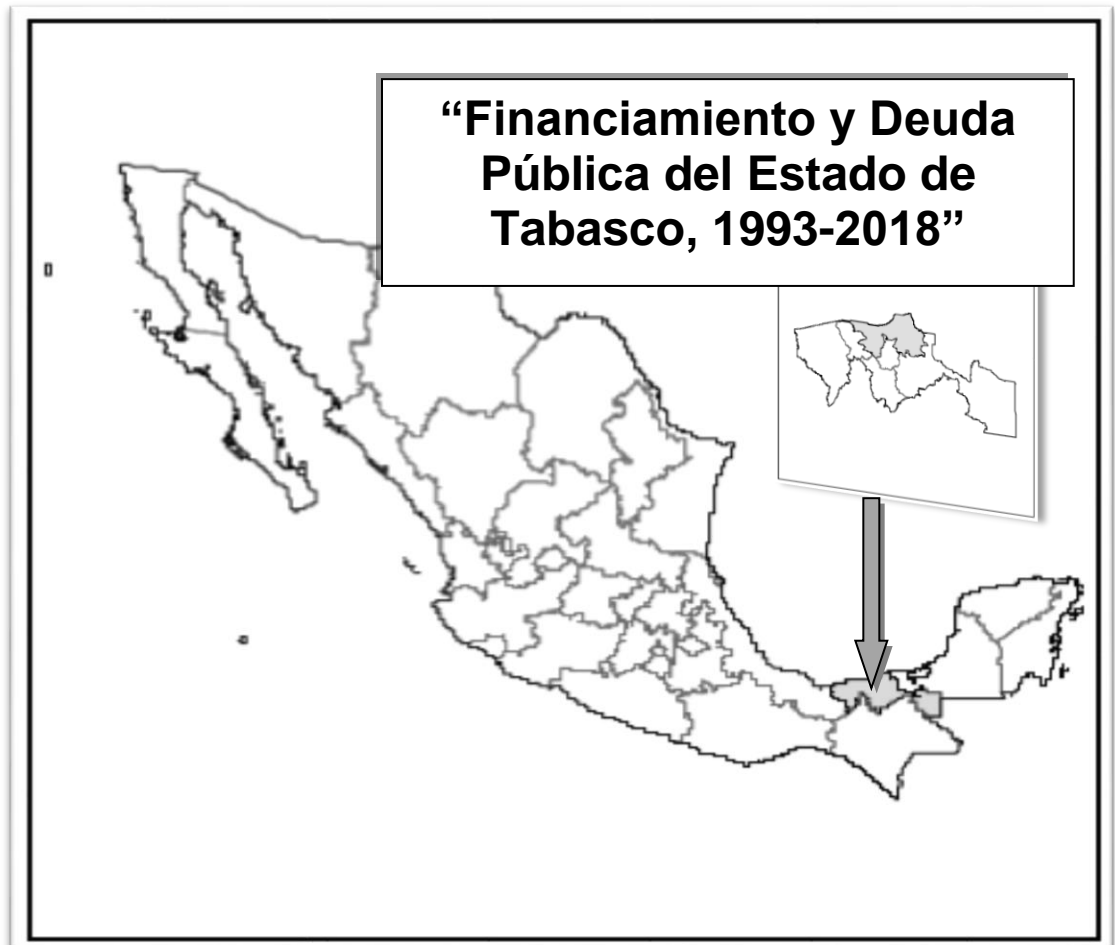 “Financiamiento y Deuda
Pública del Estado de
Tabasco, 1993-2018”